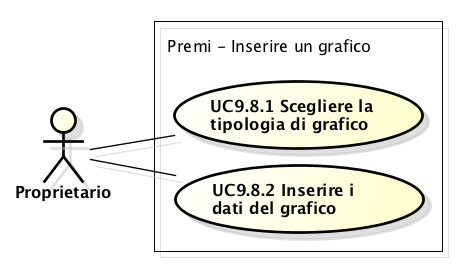 Premi - Inserire un grafico
UC9.8.1 Scegliere la
tipologia di grafico
Proprietario
UC9.8.2 Inserire i
dati del grafico